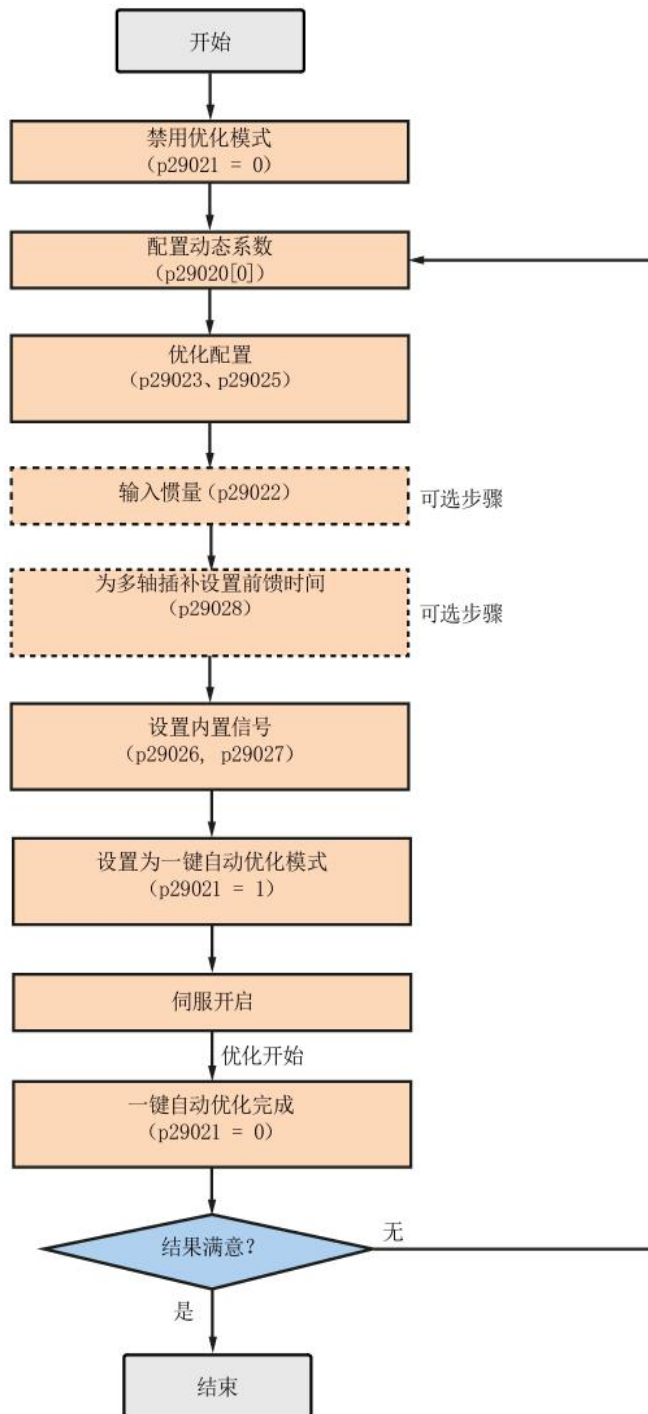 开始
禁用优化模式
(p29021 = 0)
配置动态系数
(p29020[0])
优化配置
(p29023、p29025)
输入惯量(p29022)
可选步骤
为多轴插补设置前馈时间
(p29028)
可选步骤
设置内置信号
(p29026, p29027)
设置为一键自动优化模式
(p29021 = 1)
伺服开启
优化开始
一键自动优化完成
(p29021 = 0)
结果满意?
无
是
结束